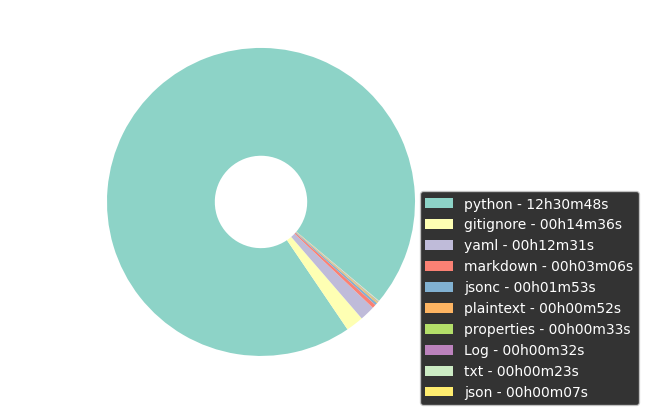 python - 12h30m48s
gitignore - 00h14m36s
yaml - 00h12m31s
markdown - 00h03m06s
jsonc - 00h01m53s
plaintext - 00h00m52s
properties - 00h00m33s
Log - 00h00m32s
txt - 00h00m23s
json - 00h00m07s